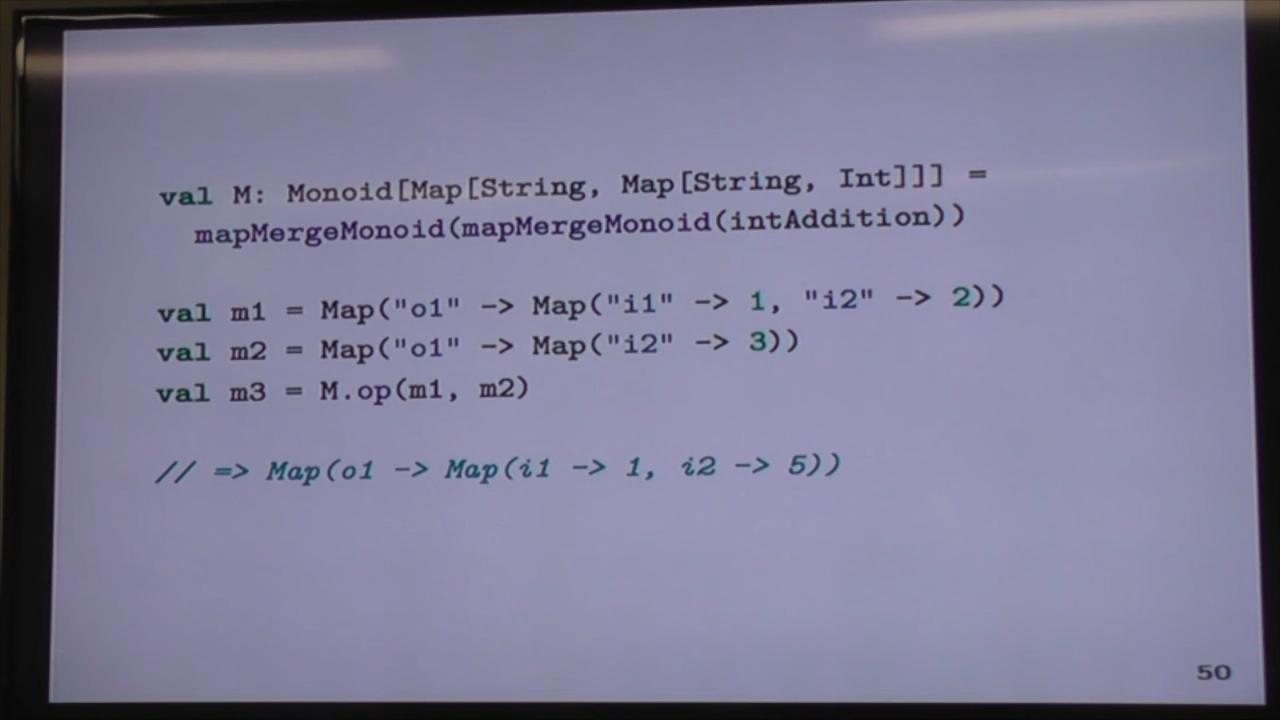 val M: Monoid[Map[String, Map[String, Int]]] =
mapMergeMonoid(mapMergeMonoid(intAddition))
val m1 = Map("o1" -> Map("i1" -> 1, "i2" -> 2))
val m2 = Map("o1" -> Map("i2" -> 3))
val m3 = M.op(m1, m2)
// => Map(o1 -> Map(i1 -> 1, i2 -> 5))
50